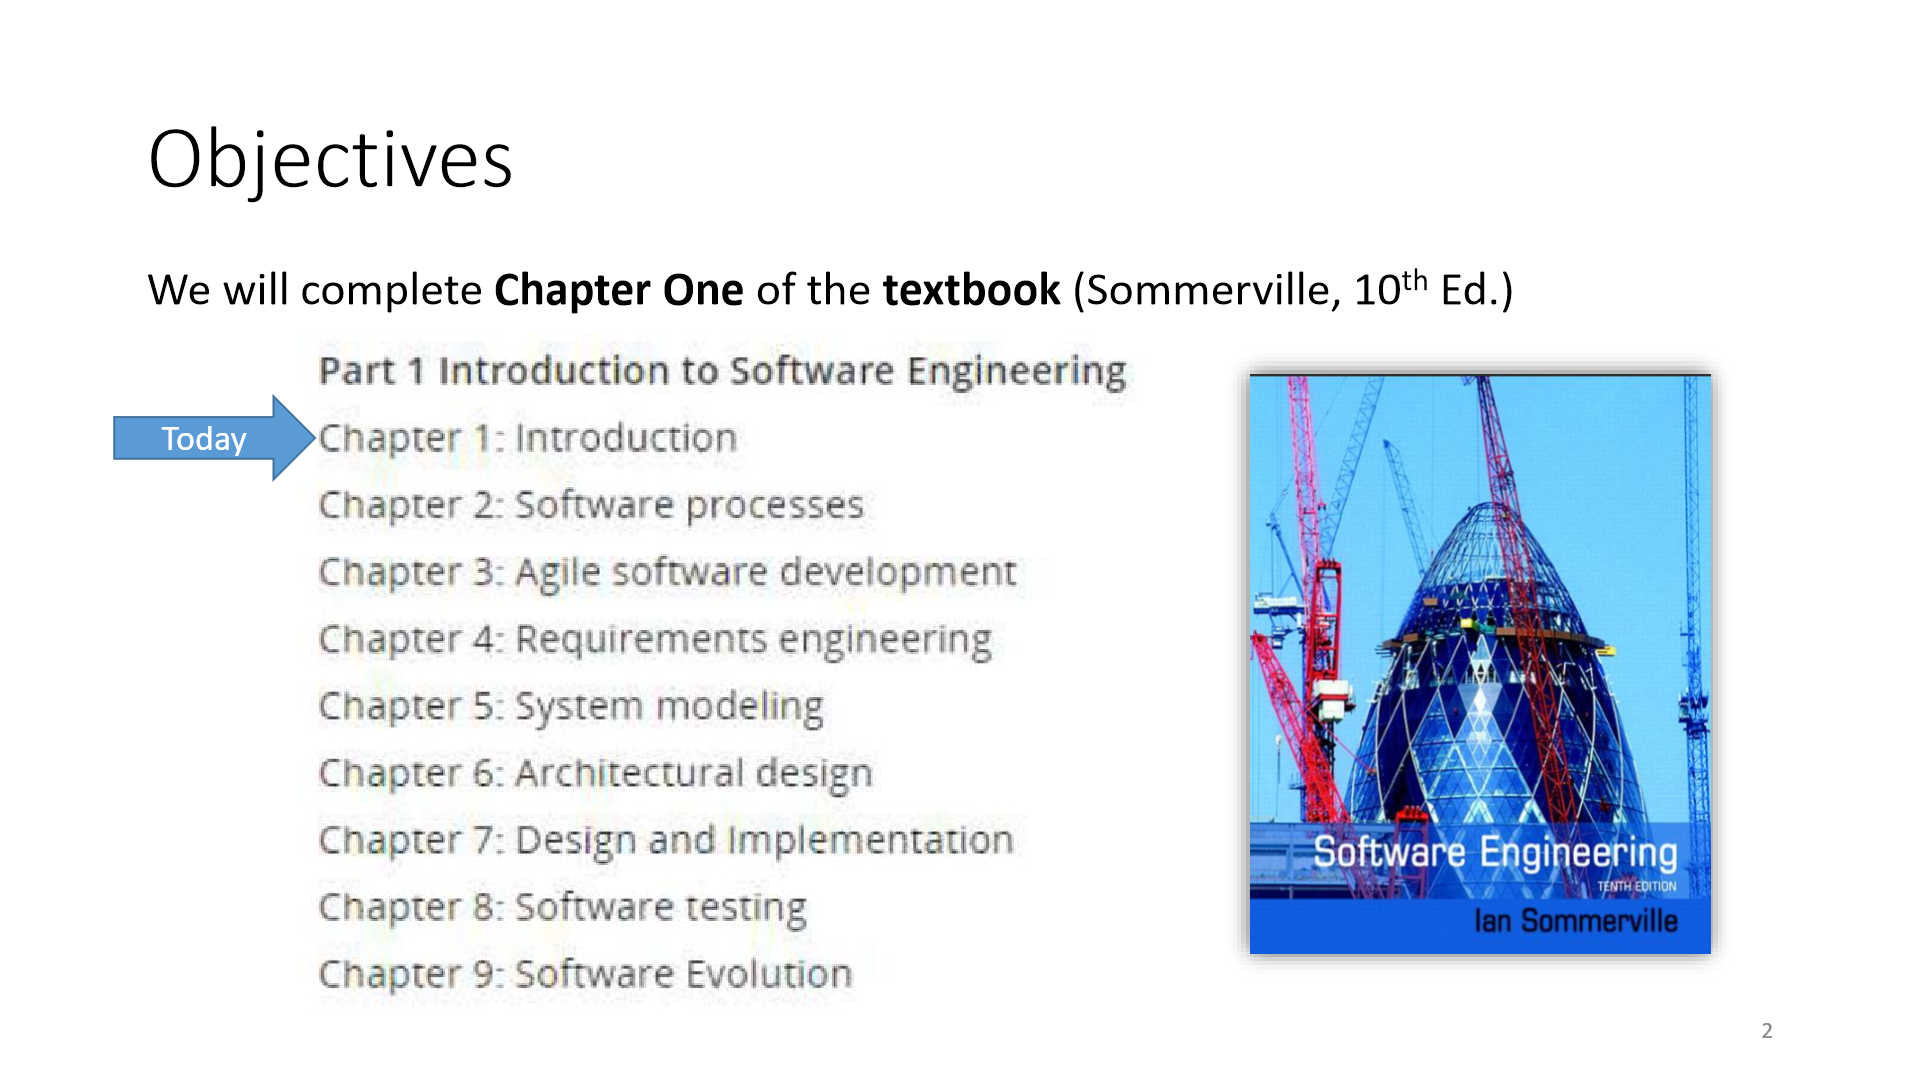 Objectives
We will complete Chapter One of the textbook (Sommerville, 10th Ed.)
Part 1 Introduction to Software Engineering
Today
Chapter 1: Introduction
Chapter 2: Software processes
Chapter 3: Agile software development
Chapter 4: Requirements engineering
Chapter 5: System modeling
Chapter 6: Architectural design
Chapter 7: Design and Implementation
Chapter 8: Software testing
Chapter 9: Software Evolution
Software Engineering
TENTH EDITION
Ian Sommerville
2